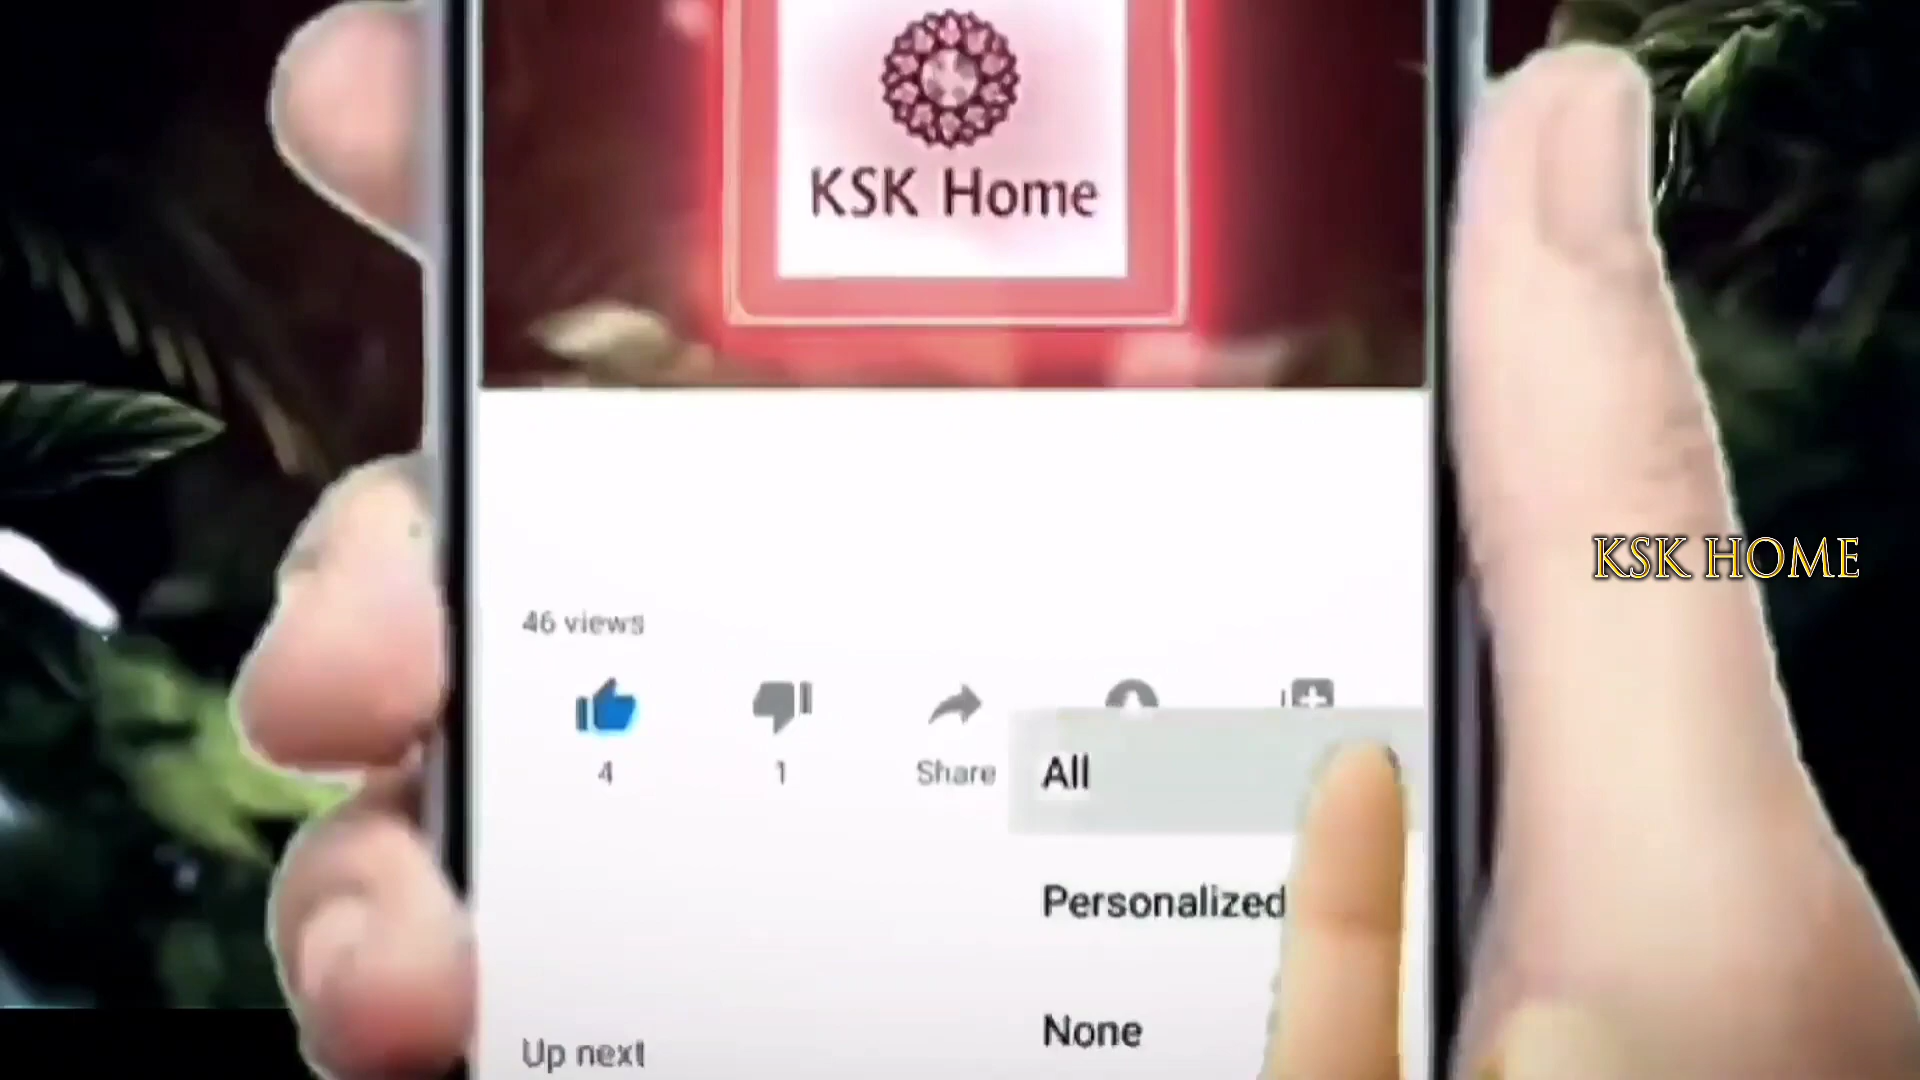 KSK Home
KSK HOME
46 views
4
1
Share
All
Personalized
None
Up next